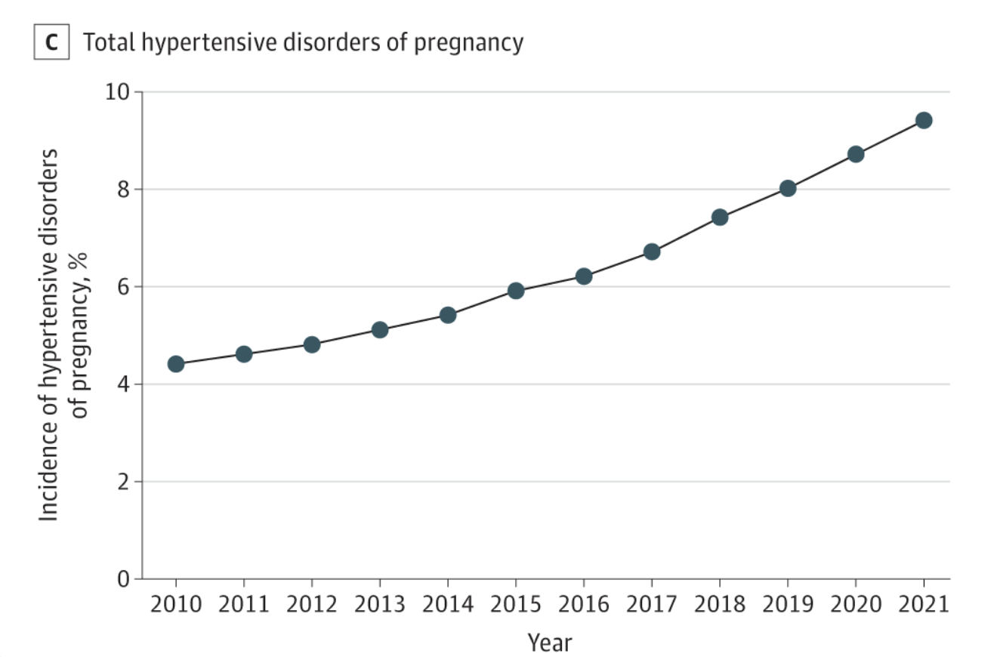 C Total hypertensive disorders of pregnancy
Incidence of hypertensive disorders
of pregnancy, %
10
8
6
4
2
0
2010 2011 2012 2013 2014 2015 2016 2017 2018 2019 2020 2021
Year